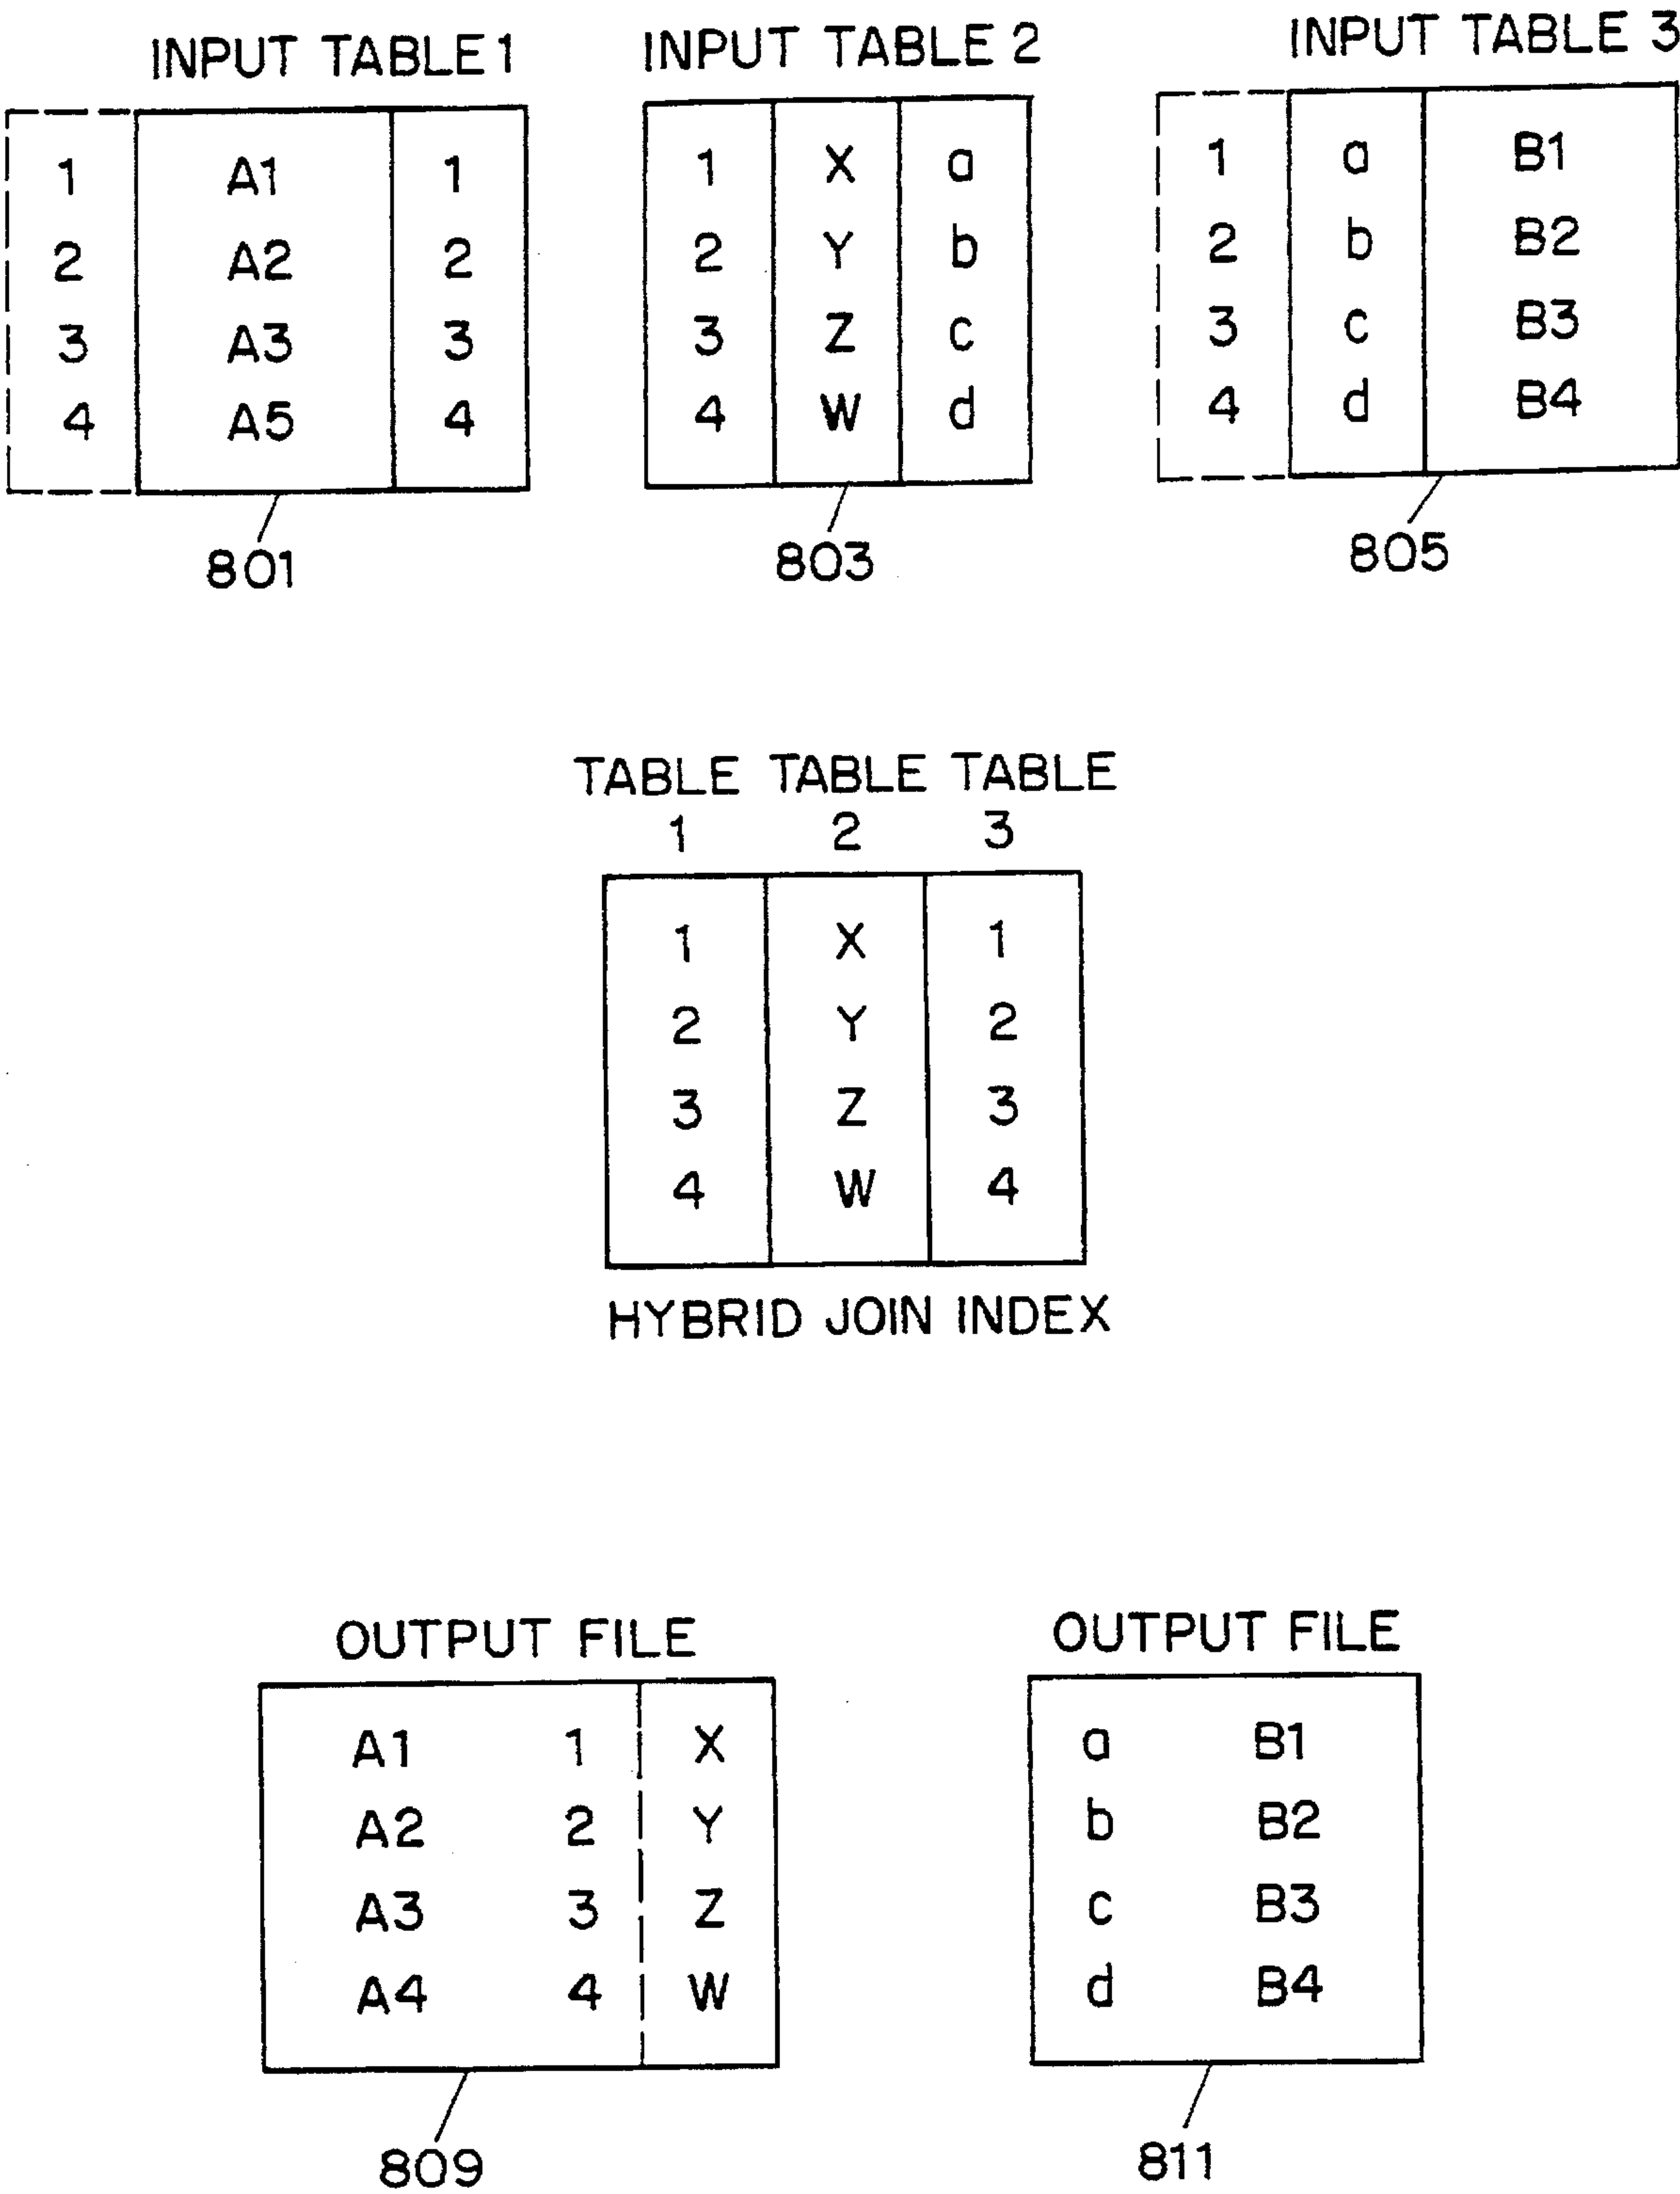 INPUT TABLE 1
1 A1 1
2 A2 2
3 A3 3
4 A5 4
801
INPUT TABLE 2
1 X a
2 Y b
3 Z c
4 W d
803
INPUT TABLE 3
1 a B1
2 b B2
3 c B3
4 d B4
805
TABLE TABLE TABLE
1 2 3
1 X 1
2 Y 2
3 Z 3
4 W 4
HYBRID JOIN INDEX
OUTPUT FILE
A1 1 X
A2 2 Y
A3 3 Z
A4 4 W
809
OUTPUT FILE
a B1
b B2
c B3
d B4
811